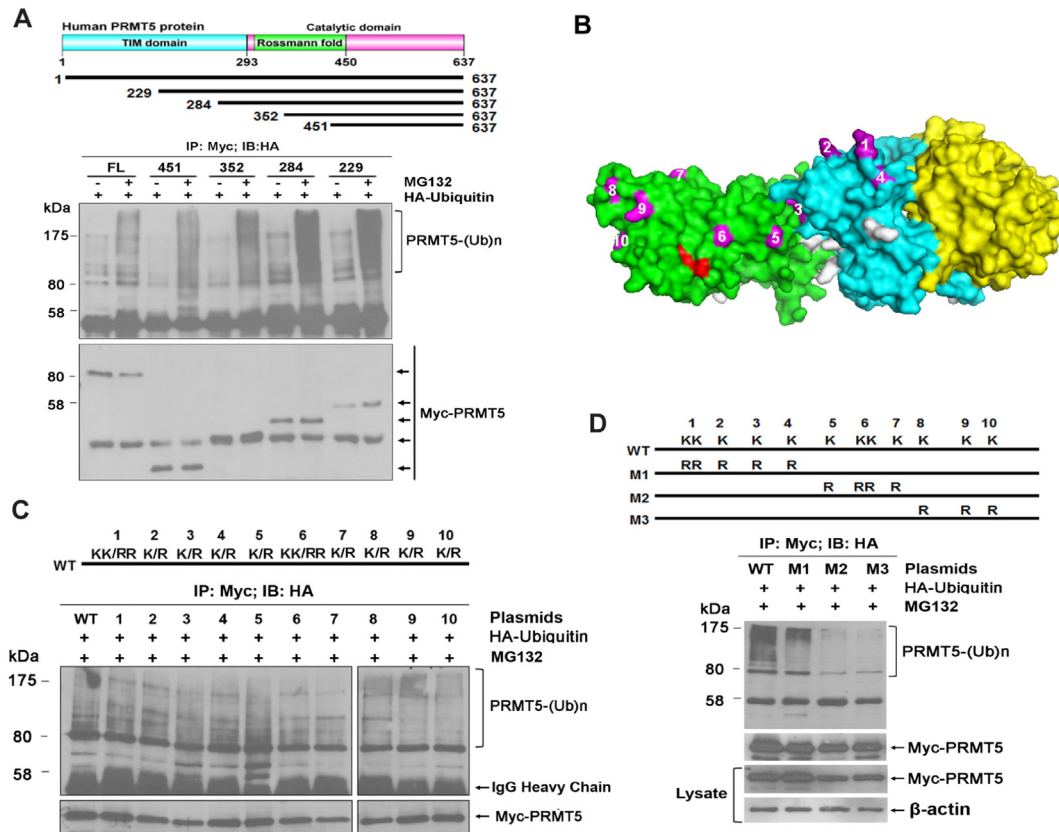 A
Human PRMT5 protein
Catalytic domain
TIM domain
Rossmann fold
1 293 450 637
1 637
229 637
284 637
352 637
451 637
IP: Myc; IB:HA
FL 451 352 284 229
- + - + - + - + - + MG132
+ + + + + + + + + + HA-Ubiquitin
kDa
175
80
58
PRMT5-(Ub)n
80
58
Myc-PRMT5
B
1
2
3
4
5
6
7
8
9
10
C
1 2 3 4 5 6 7 8 9 10
KK/RR K/R K/R K/R K/R KK/RR K/R K/R K/R K/R
WT
IP: Myc; IB: HA
WT 1 2 3 4 5 6 7 8 9 10 Plasmids
+ + + + + + + + + + + HA-Ubiquitin
+ + + + + + + + + + + MG132
kDa
175
80
58
PRMT5-(Ub)n
IgG Heavy Chain
Myc-PRMT5
D
1 2 3 4 5 6 7 8 9 10
KK K K K K KK K K K K
WT
RR R R R
M1
R RR R
M2
R R R
M3
IP: Myc; IB: HA
WT M1 M2 M3 Plasmids
+ + + + HA-Ubiquitin
+ + + + MG132
kDa
175
80
58
PRMT5-(Ub)n
Myc-PRMT5
Lysate
Myc-PRMT5
β-actin